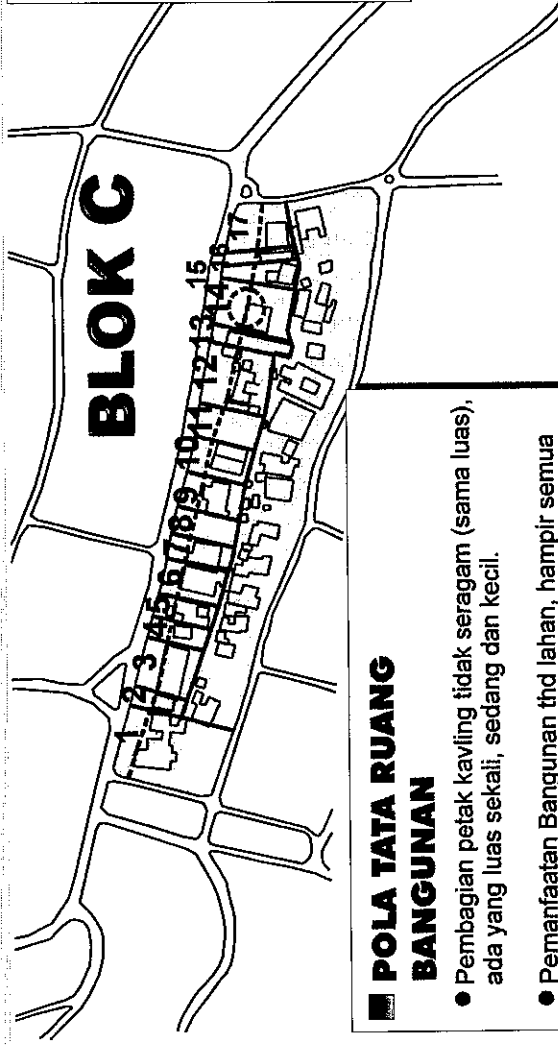 BLOK C
1 2 3 4 5 6 7 8 9 10 11 12 13 14 15 16 17
■ POLA TATA RUANG
BANGUNAN
● Pembagian petak kavling tidak seragam (sama luas),
ada yang luas sekali, sedang dan kecil.
● Pemanfaatan Bangunan thd lahan, hampir semua